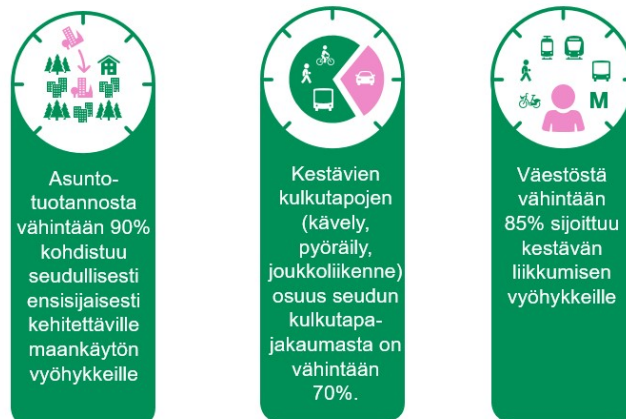 Asunto-
tuotannosta
vähintään 90%
kohdistuu
seudullisesti
ensisijaisesti
kehitettäville
maankäytön
vyöhykkeille
Kestävien
kulkutapojen
(kävely,
pyöräily,
joukkoliikenne)
osuus seudun
kulkutapa-
jakaumasta on
vähintään
70%.
M
Väestöstä
vähintään
85% sijoittuu
kestävän
liikkumisen
vyöhykkeille